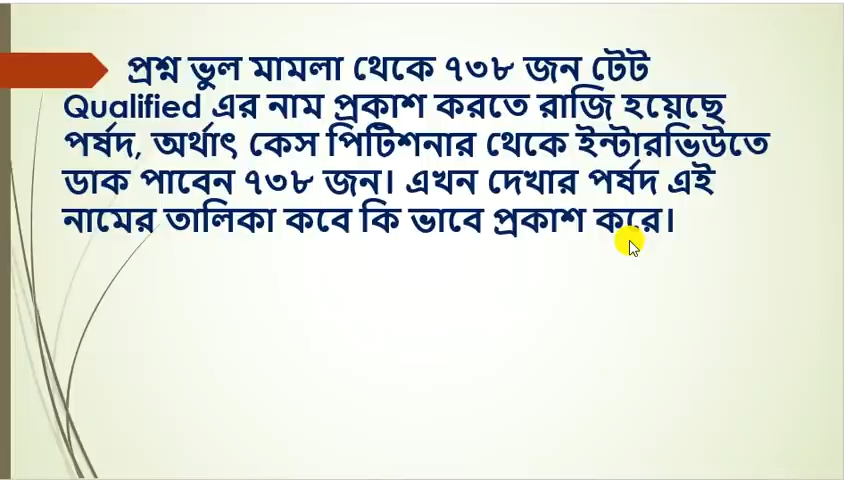 প্রশ্ন ভুল মামলা থেকে ৭৩৮ জন টেট
Qualified এর নাম প্রকাশ করতে রাজি হয়েছে
পর্ষদ, অর্থাৎ কেস পিটিশনার থেকে ইন্টারভিউতে
ডাক পাবেন ৭৩৮ জন। এখন দেখার পর্ষদ এই
নামের তালিকা কবে কি ভাবে প্রকাশ করে।